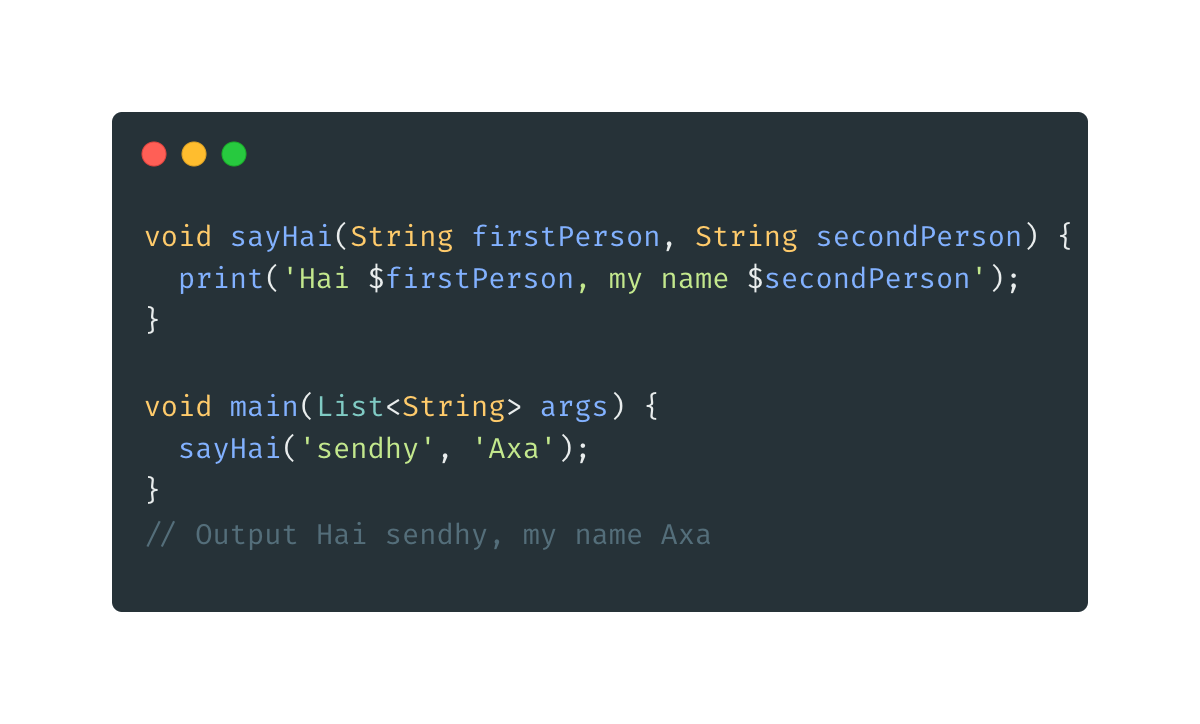 void sayHai(String firstPerson, String secondPerson) {
  print('Hai $firstPerson, my name $secondPerson');
}
void main(List<String> args) {
  sayHai('sendhy', 'Axa');
}
// Output Hai sendhy, my name Axa